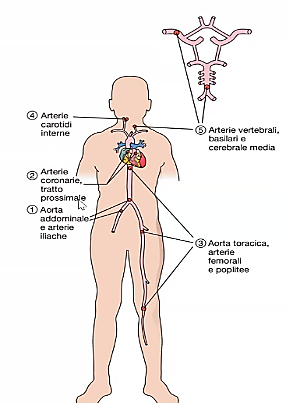 ④ Arterie
carotidi
interne
⑤ Arterie vertebrali,
basilari e
cerebrale media
② Arterie
coronarie,
tratto
prossimale
① Aorta
addominale
e arterie
iliache
③ Aorta toracica,
arterie
femorali
e poplitee